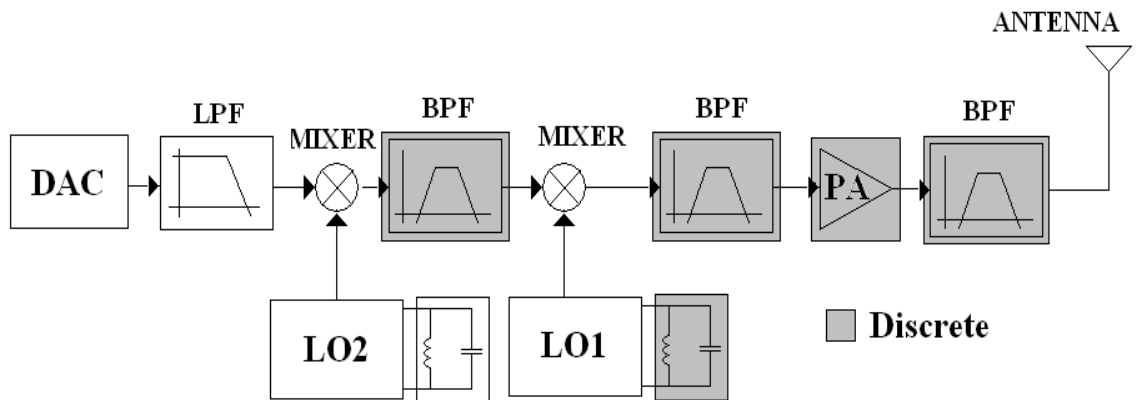 ANTENNA
LPF
MIXER
BPF
MIXER
BPF
BPF
DAC
PA
LO2
LO1
Discrete